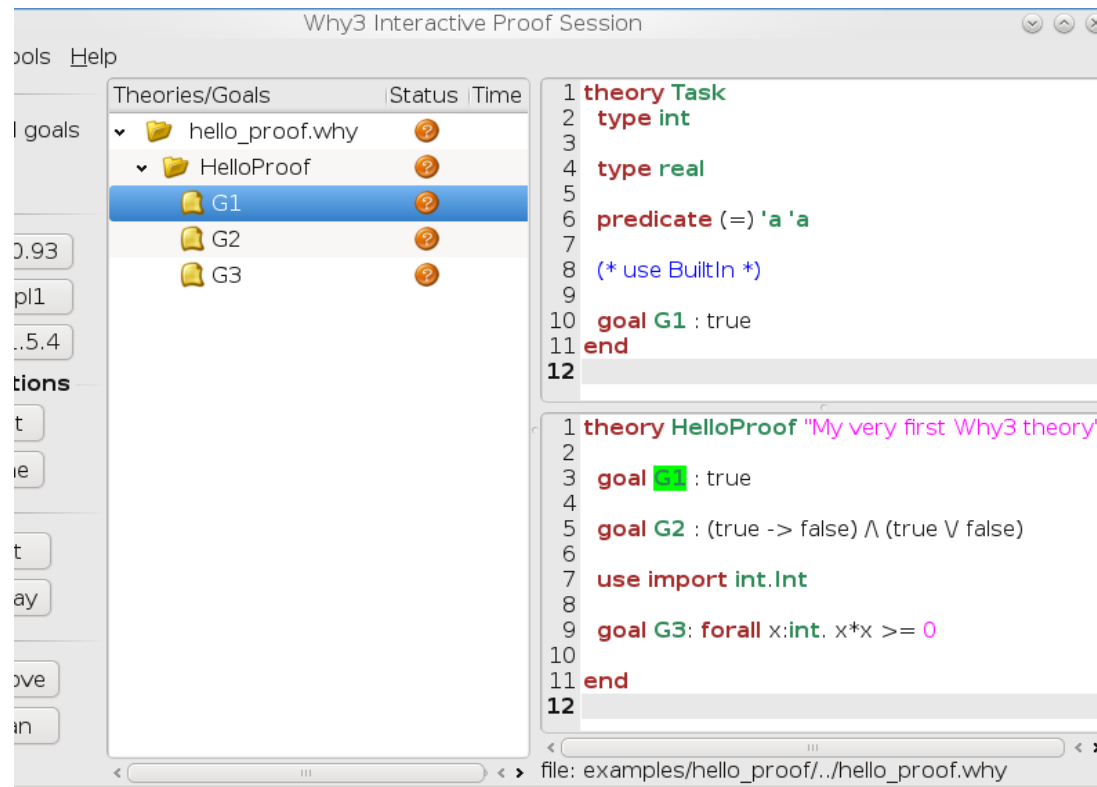 Why3 Interactive Proof Session
ools Help
l goals
0.93
pl1
.5.4
tions
t
ne
t
ay
ove
an
Theories/Goals Status Time
hello_proof.why
HelloProof
G1
G2
G3
1 theory Task
2 type int
3
4 type real
5
6 predicate (=) 'a 'a
7
8 (* use BuiltIn *)
9
10 goal G1 : true
11 end
12
1 theory HelloProof "My very first Why3 theory"
2
3 goal G1 : true
4
5 goal G2 : (true -> false) /\ (true \/ false)
6
7 use import int.Int
8
9 goal G3: forall x:int. x*x >= 0
10
11 end
12
file: examples/hello_proof/../hello_proof.why